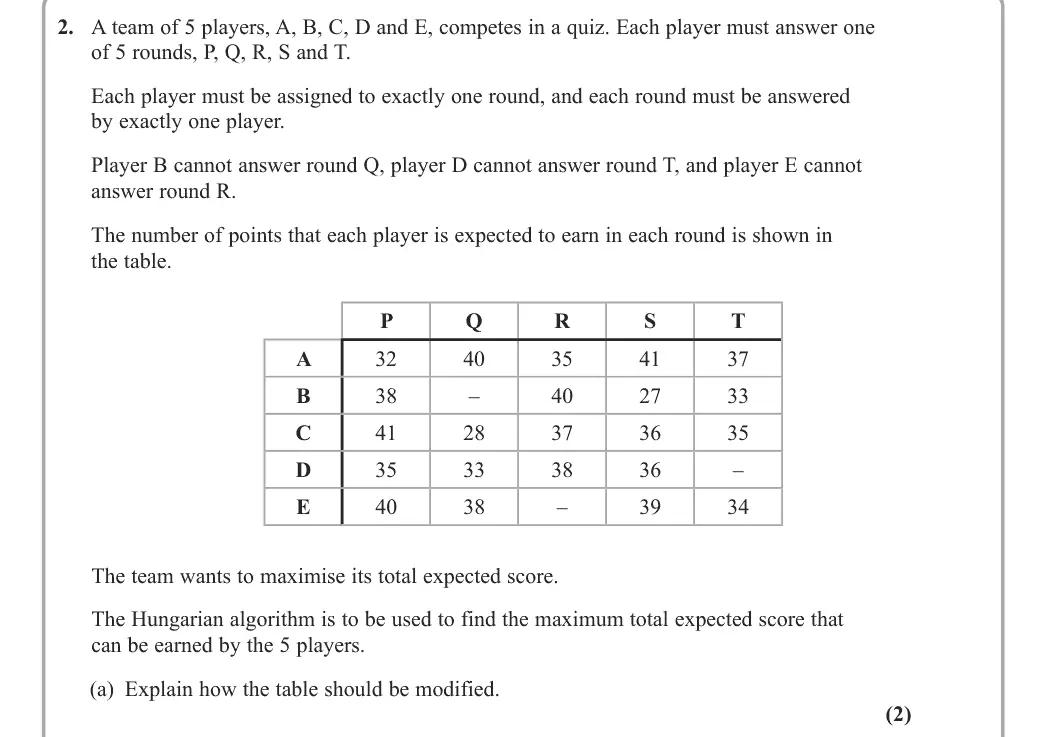 2. A team of 5 players, A, B, C, D and E, competes in a quiz. Each player must answer one
of 5 rounds, P, Q, R, S and T.
Each player must be assigned to exactly one round, and each round must be answered
by exactly one player.
Player B cannot answer round Q, player D cannot answer round T, and player E cannot
answer round R.
The number of points that each player is expected to earn in each round is shown in
the table.
P Q R S T
A 32 40 35 41 37
B 38 – 40 27 33
C 41 28 37 36 35
D 35 33 38 36 –
E 40 38 – 39 34
The team wants to maximise its total expected score.
The Hungarian algorithm is to be used to find the maximum total expected score that
can be earned by the 5 players.
(a) Explain how the table should be modified.
(2)